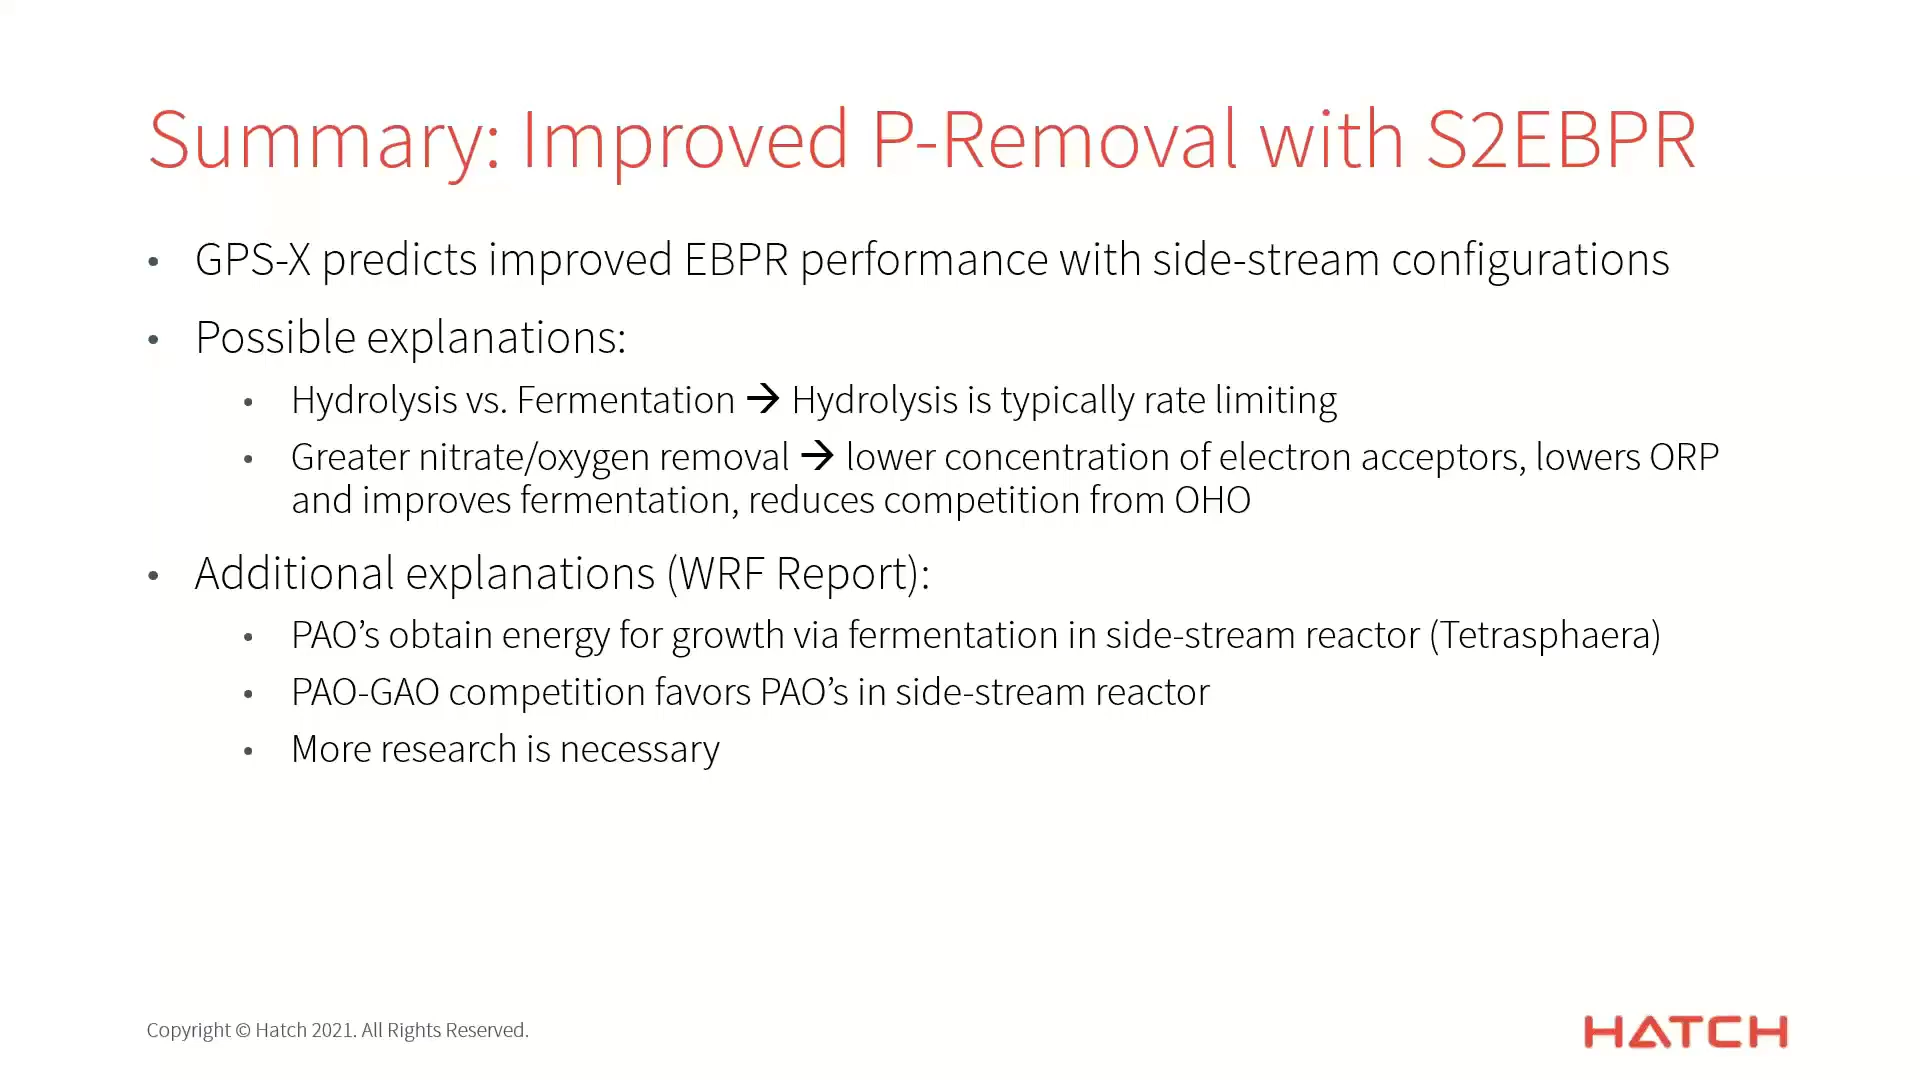 Summary: Improved P-Removal with S2EBPR
• GPS-X predicts improved EBPR performance with side-stream configurations
• Possible explanations:
• Hydrolysis vs. Fermentation → Hydrolysis is typically rate limiting
• Greater nitrate/oxygen removal → lower concentration of electron acceptors, lowers ORP
and improves fermentation, reduces competition from OHO
• Additional explanations (WRF Report):
• PAO’s obtain energy for growth via fermentation in side-stream reactor (Tetrasphaera)
• PAO-GAO competition favors PAO’s in side-stream reactor
• More research is necessary
Copyright © Hatch 2021. All Rights Reserved.
HATCH